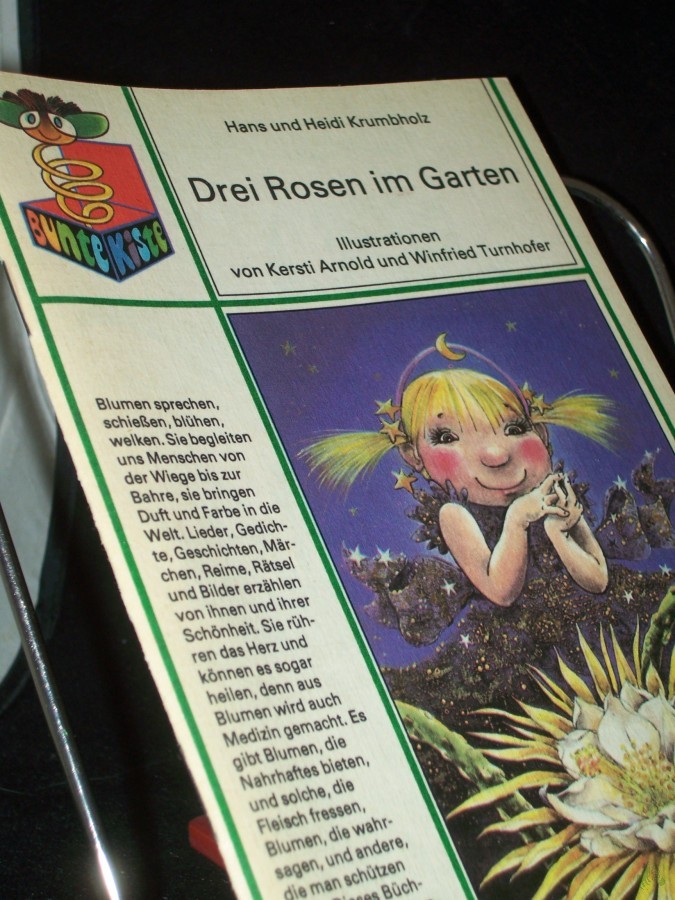 BUNTE KISTE
Hans und Heidi Krumbholz
Drei Rosen im Garten
Illustrationen
von Kersti Arnold und Winfried Turnhofer
Blumen sprechen,
schießen, blühen,
welken. Sie begleiten
uns Menschen von
der Wiege bis zur
Bahre, sie bringen
Duft und Farbe in die
Welt. Lieder, Gedich-
te, Geschichten, Mär-
chen, Reime, Rätsel
und Bilder erzählen
von ihnen und ihrer
Schönheit. Sie rüh-
ren das Herz und
können es sogar
heilen, denn aus
Blumen wird auch
Medizin gemacht. Es
gibt Blumen, die
Nahrhaftes bieten,
und solche, die
Fleisch fressen,
Blumen, die wahr-
sagen, und andere,
die man schützen
Dieses Büch-